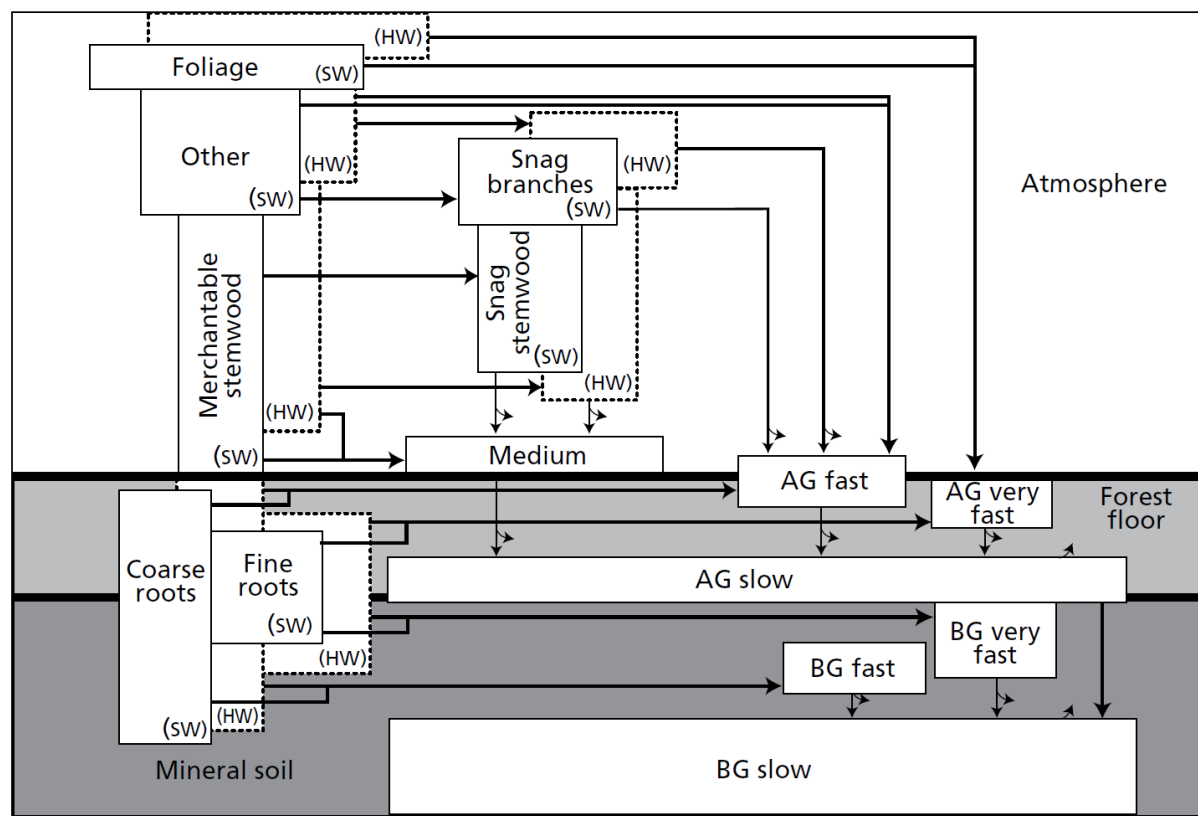 (HW)
Foliage
(SW)
Other
(HW)
(SW)
Snag
branches
(HW)
(SW)
Atmosphere
Merchantable
stemwood
Snag
stemwood
(SW)
(HW)
(HW)
(SW)
Medium
AG fast
AG very
fast
Forest
floor
Coarse
roots
Fine
roots
(SW)
(HW)
AG slow
BG very
fast
BG fast
(SW)
(HW)
Mineral soil
BG slow